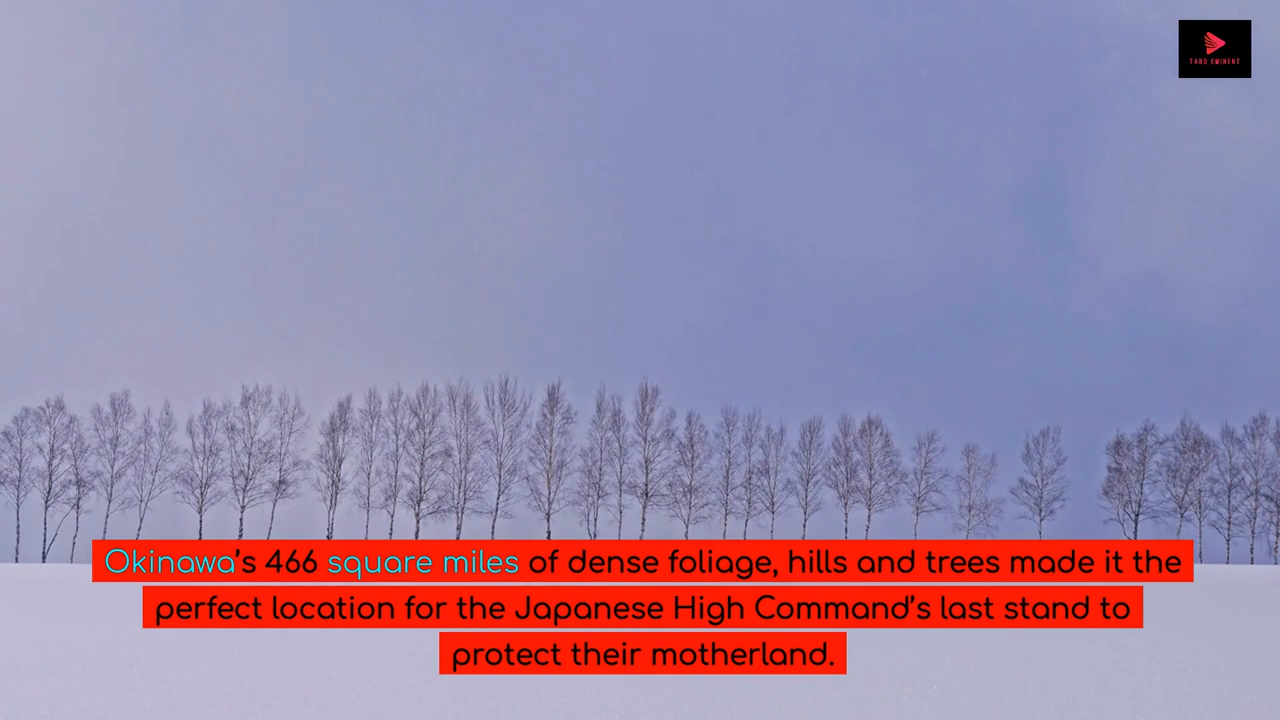 TABD EMINENT
Okinawa's 466 square miles of dense foliage, hills and trees made it the
perfect location for the Japanese High Command's last stand to
protect their motherland.